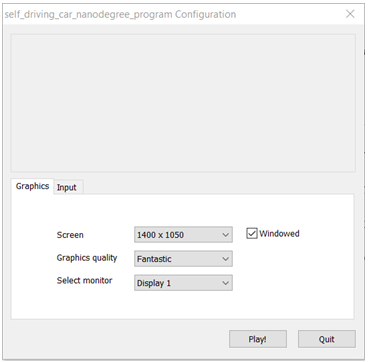 self_driving_car_nanodegree_program Configuration
Graphics Input
Screen 1400 x 1050 Windowed
Graphics quality Fantastic
Select monitor Display 1
Play! Quit